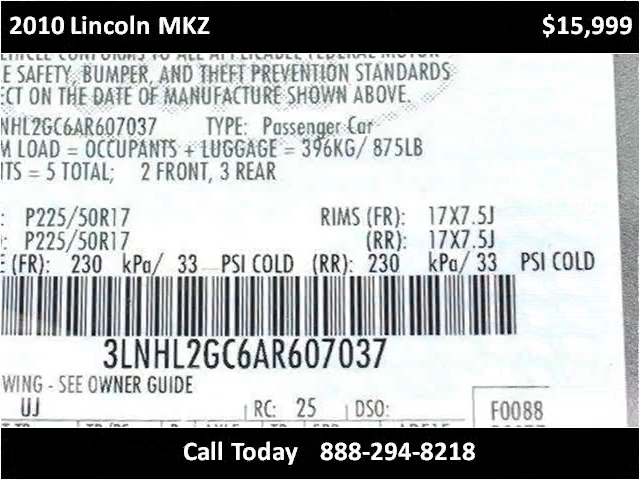 2010 Lincoln MKZ $15,999
E SAFETY, BUMPER, AND THEFT PREVENTION STANDARDS
ECT ON THE DATE OF MANUFACTURE SHOWN ABOVE.
NHL2GC6AR607037 TYPE: Passenger Car
M LOAD = OCCUPANTS + LUGGAGE = 396KG/ 875LB
ITS = 5 TOTAL; 2 FRONT, 3 REAR
: P225/50R17 RIMS (FR): 17X7.5J
: P225/50R17 (RR): 17X7.5J
E (FR): 230 kPa/ 33 PSI COLD (RR): 230 kPa/ 33 PSI COLD
3LNHL2GC6AR607037
WING - SEE OWNER GUIDE
UJ RC: 25 DSO: F0088
Call Today 888-294-8218